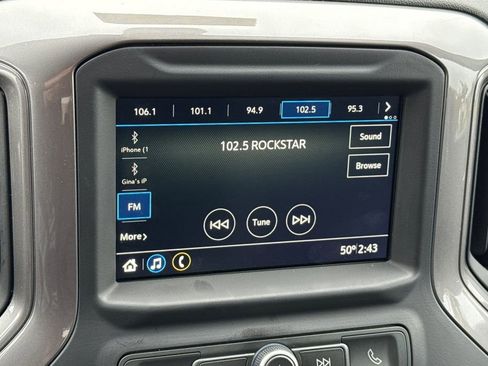 106.1 101.1 94.9 102.5 95.3
iPhone (1
102.5 ROCKSTAR
Sound
Gina's iP
Browse
FM
Tune
More
50° 2:43